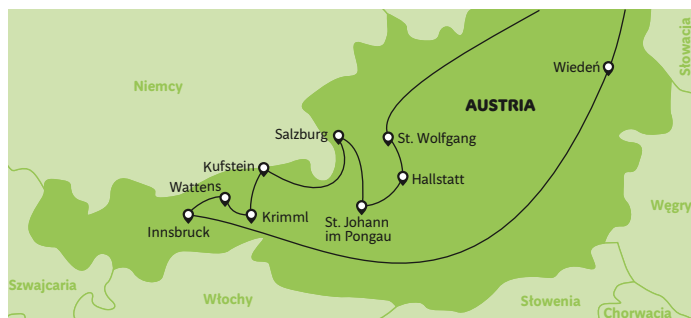 Słowacja
Wiedeń
Niemcy
AUSTRIA
Salzburg
St. Wolfgang
Kufstein
Hallstatt
Wattens
Węgry
Krimml
St. Johann
im Pongau
Innsbruck
Szwajcaria
Włochy
Słowenia
Chorwacja